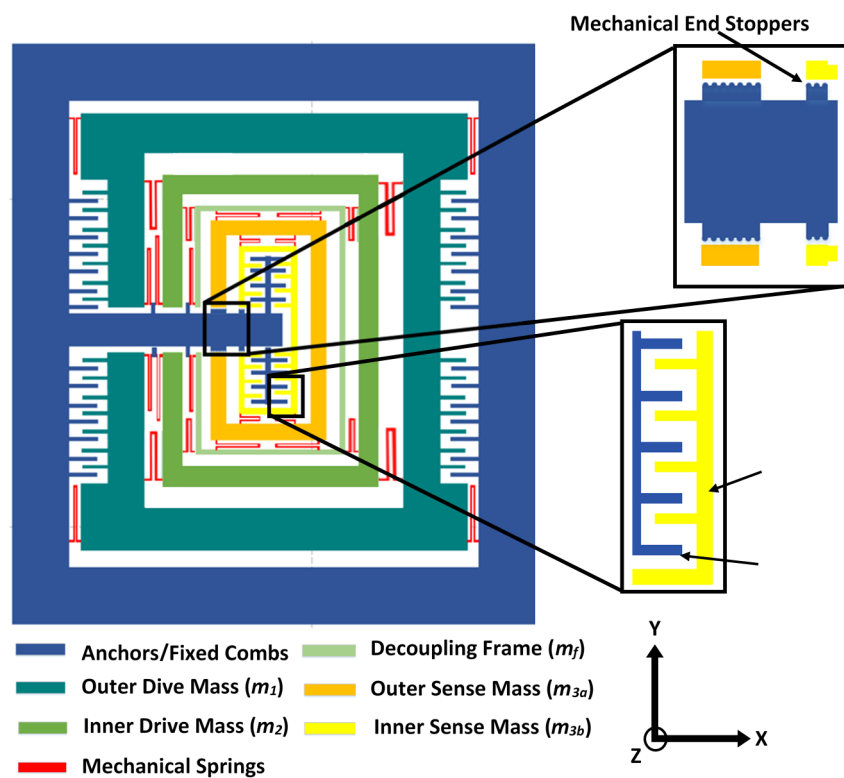 Mechanical End Stoppers
Anchors/Fixed Combs
Decoupling Frame (mf)
Outer Dive Mass (m1)
Outer Sense Mass (m3a)
Inner Drive Mass (m2)
Inner Sense Mass (m3b)
Mechanical Springs
Y
Z
X